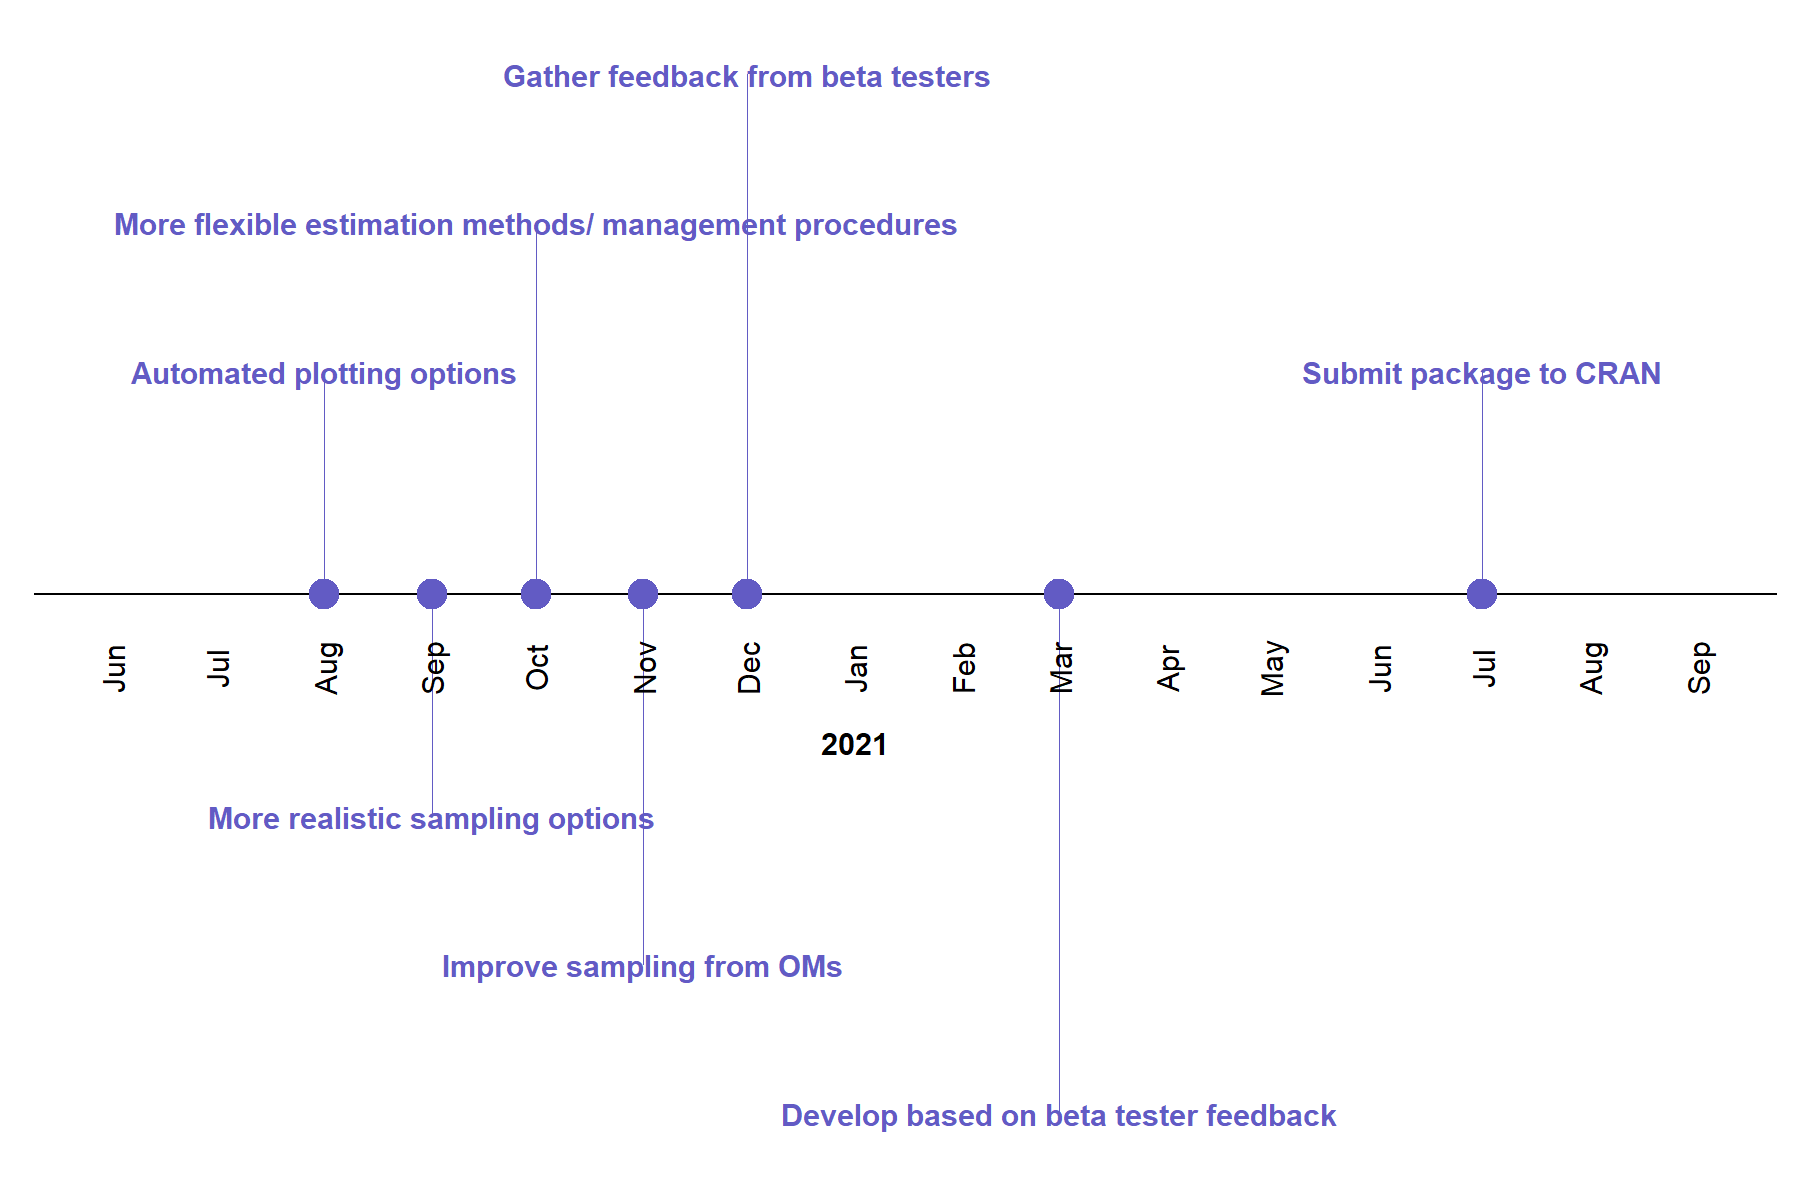 Gather feedback from beta testers
More flexible estimation methods/ management procedures
Automated plotting options
Submit package to CRAN
Jun
Jul
Aug
Sep
Oct
Nov
Dec
Jan
Feb
Mar
Apr
May
Jun
Jul
Aug
Sep
2021
More realistic sampling options
Improve sampling from OMs
Develop based on beta tester feedback